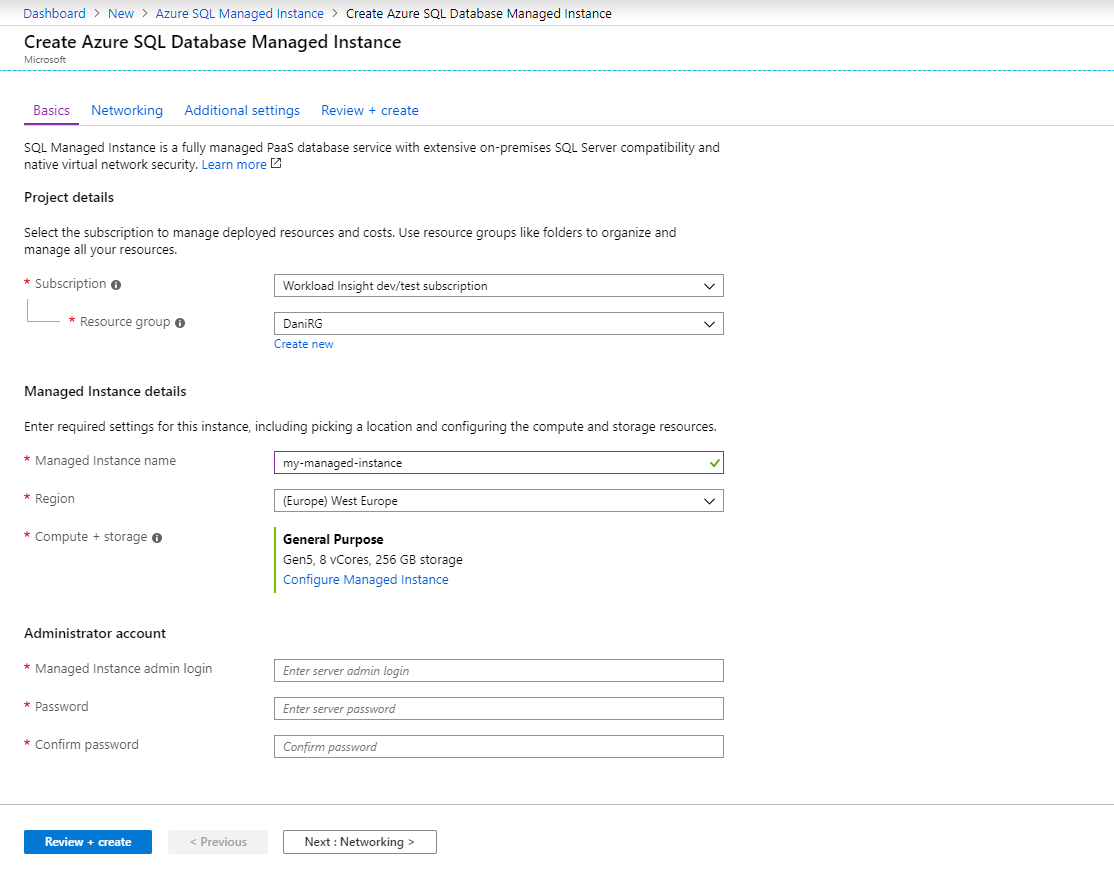 Dashboard > New > Azure SQL Managed Instance > Create Azure SQL Database Managed Instance
Create Azure SQL Database Managed Instance
Microsoft
Basics Networking Additional settings Review + create
SQL Managed Instance is a fully managed PaaS database service with extensive on-premises SQL Server compatibility and
native virtual network security. Learn more
Project details
Select the subscription to manage deployed resources and costs. Use resource groups like folders to organize and
manage all your resources.
* Subscription Workload Insight dev/test subscription
* Resource group DaniRG
Create new
Managed Instance details
Enter required settings for this instance, including picking a location and configuring the compute and storage resources.
* Managed Instance name my-managed-instance
* Region (Europe) West Europe
* Compute + storage General Purpose
Gen5, 8 vCores, 256 GB storage
Configure Managed Instance
Administrator account
* Managed Instance admin login Enter server admin login
* Password Enter server password
* Confirm password Confirm password
Review + create < Previous Next : Networking >